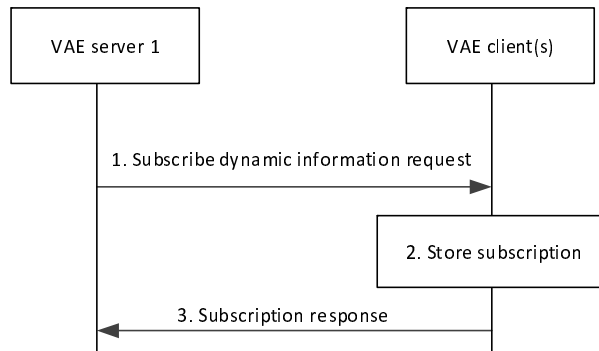 VAE server 1
VAE client(s)
1. Subscribe dynamic information request
2. Store subscription
3. Subscription response